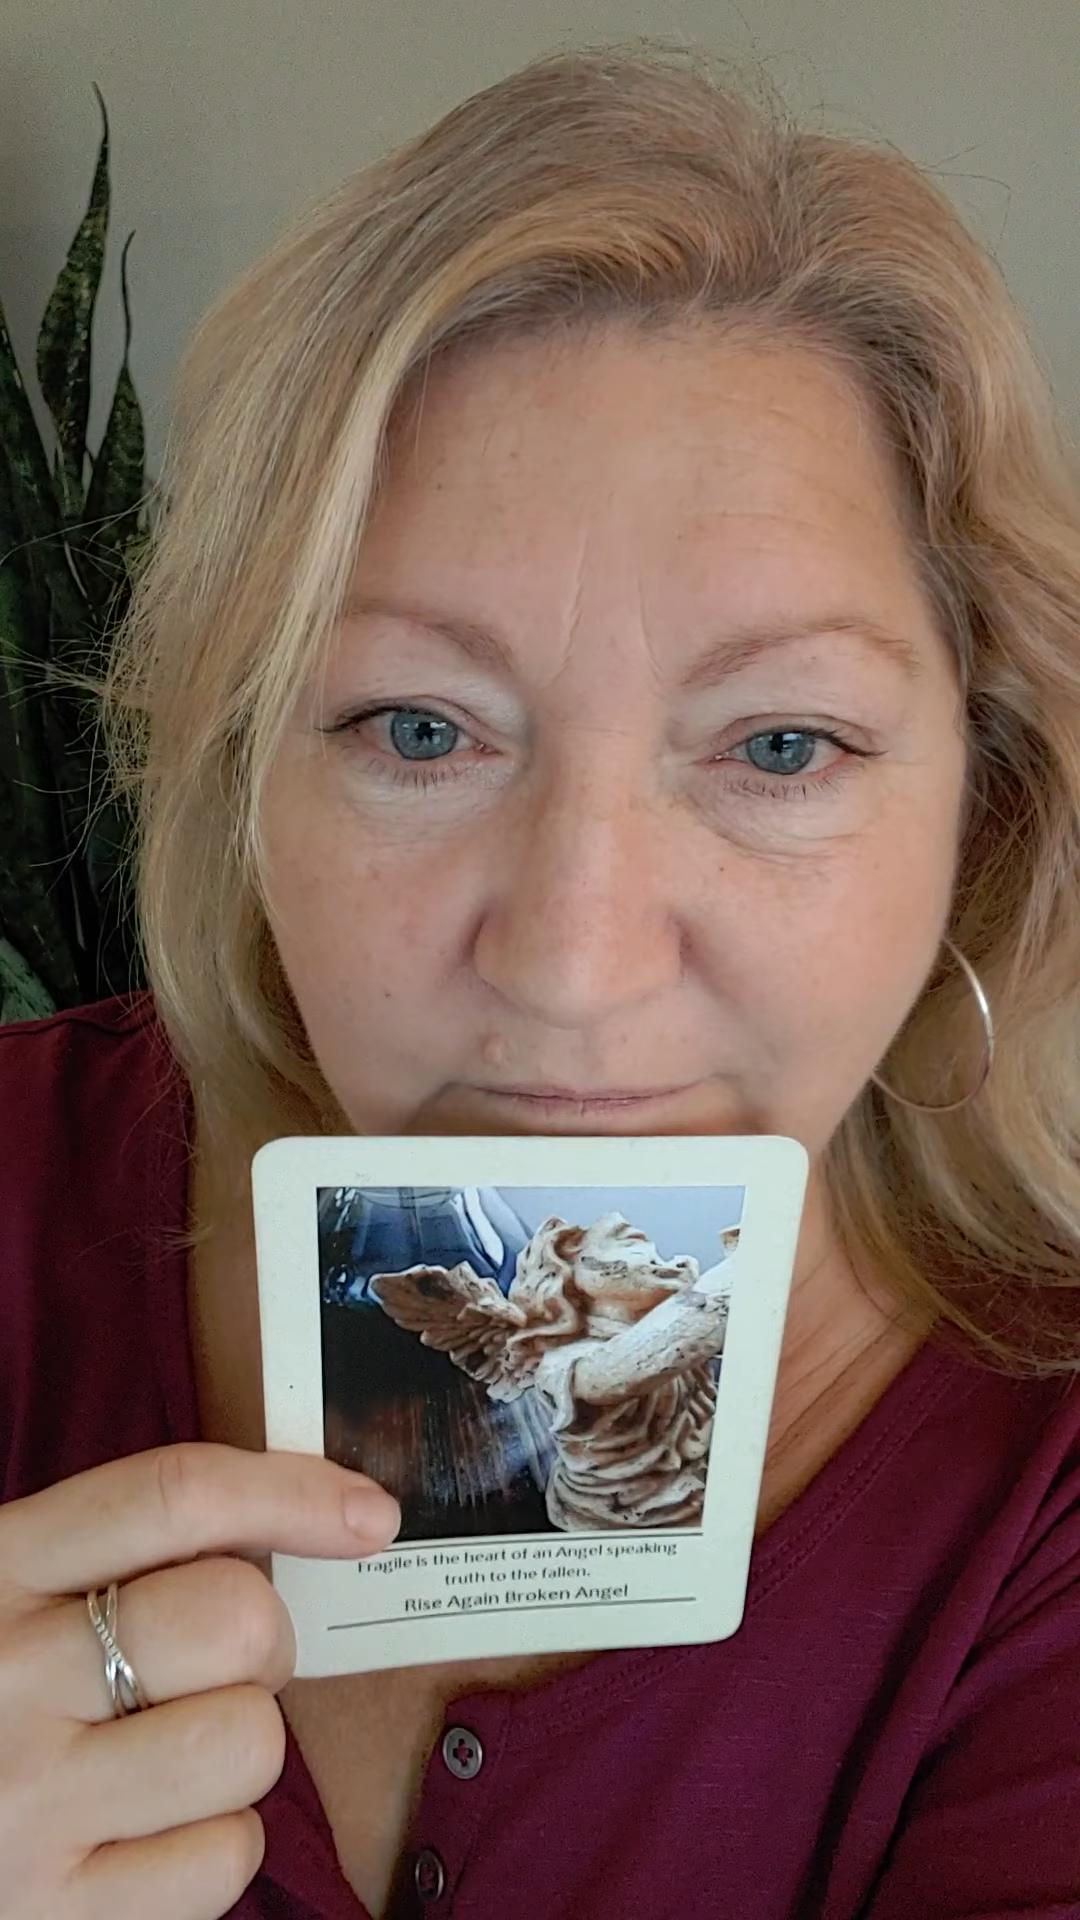 Fragile is the heart of an Angel speaking
truth to the fallen.
Rise Again Broken Angel